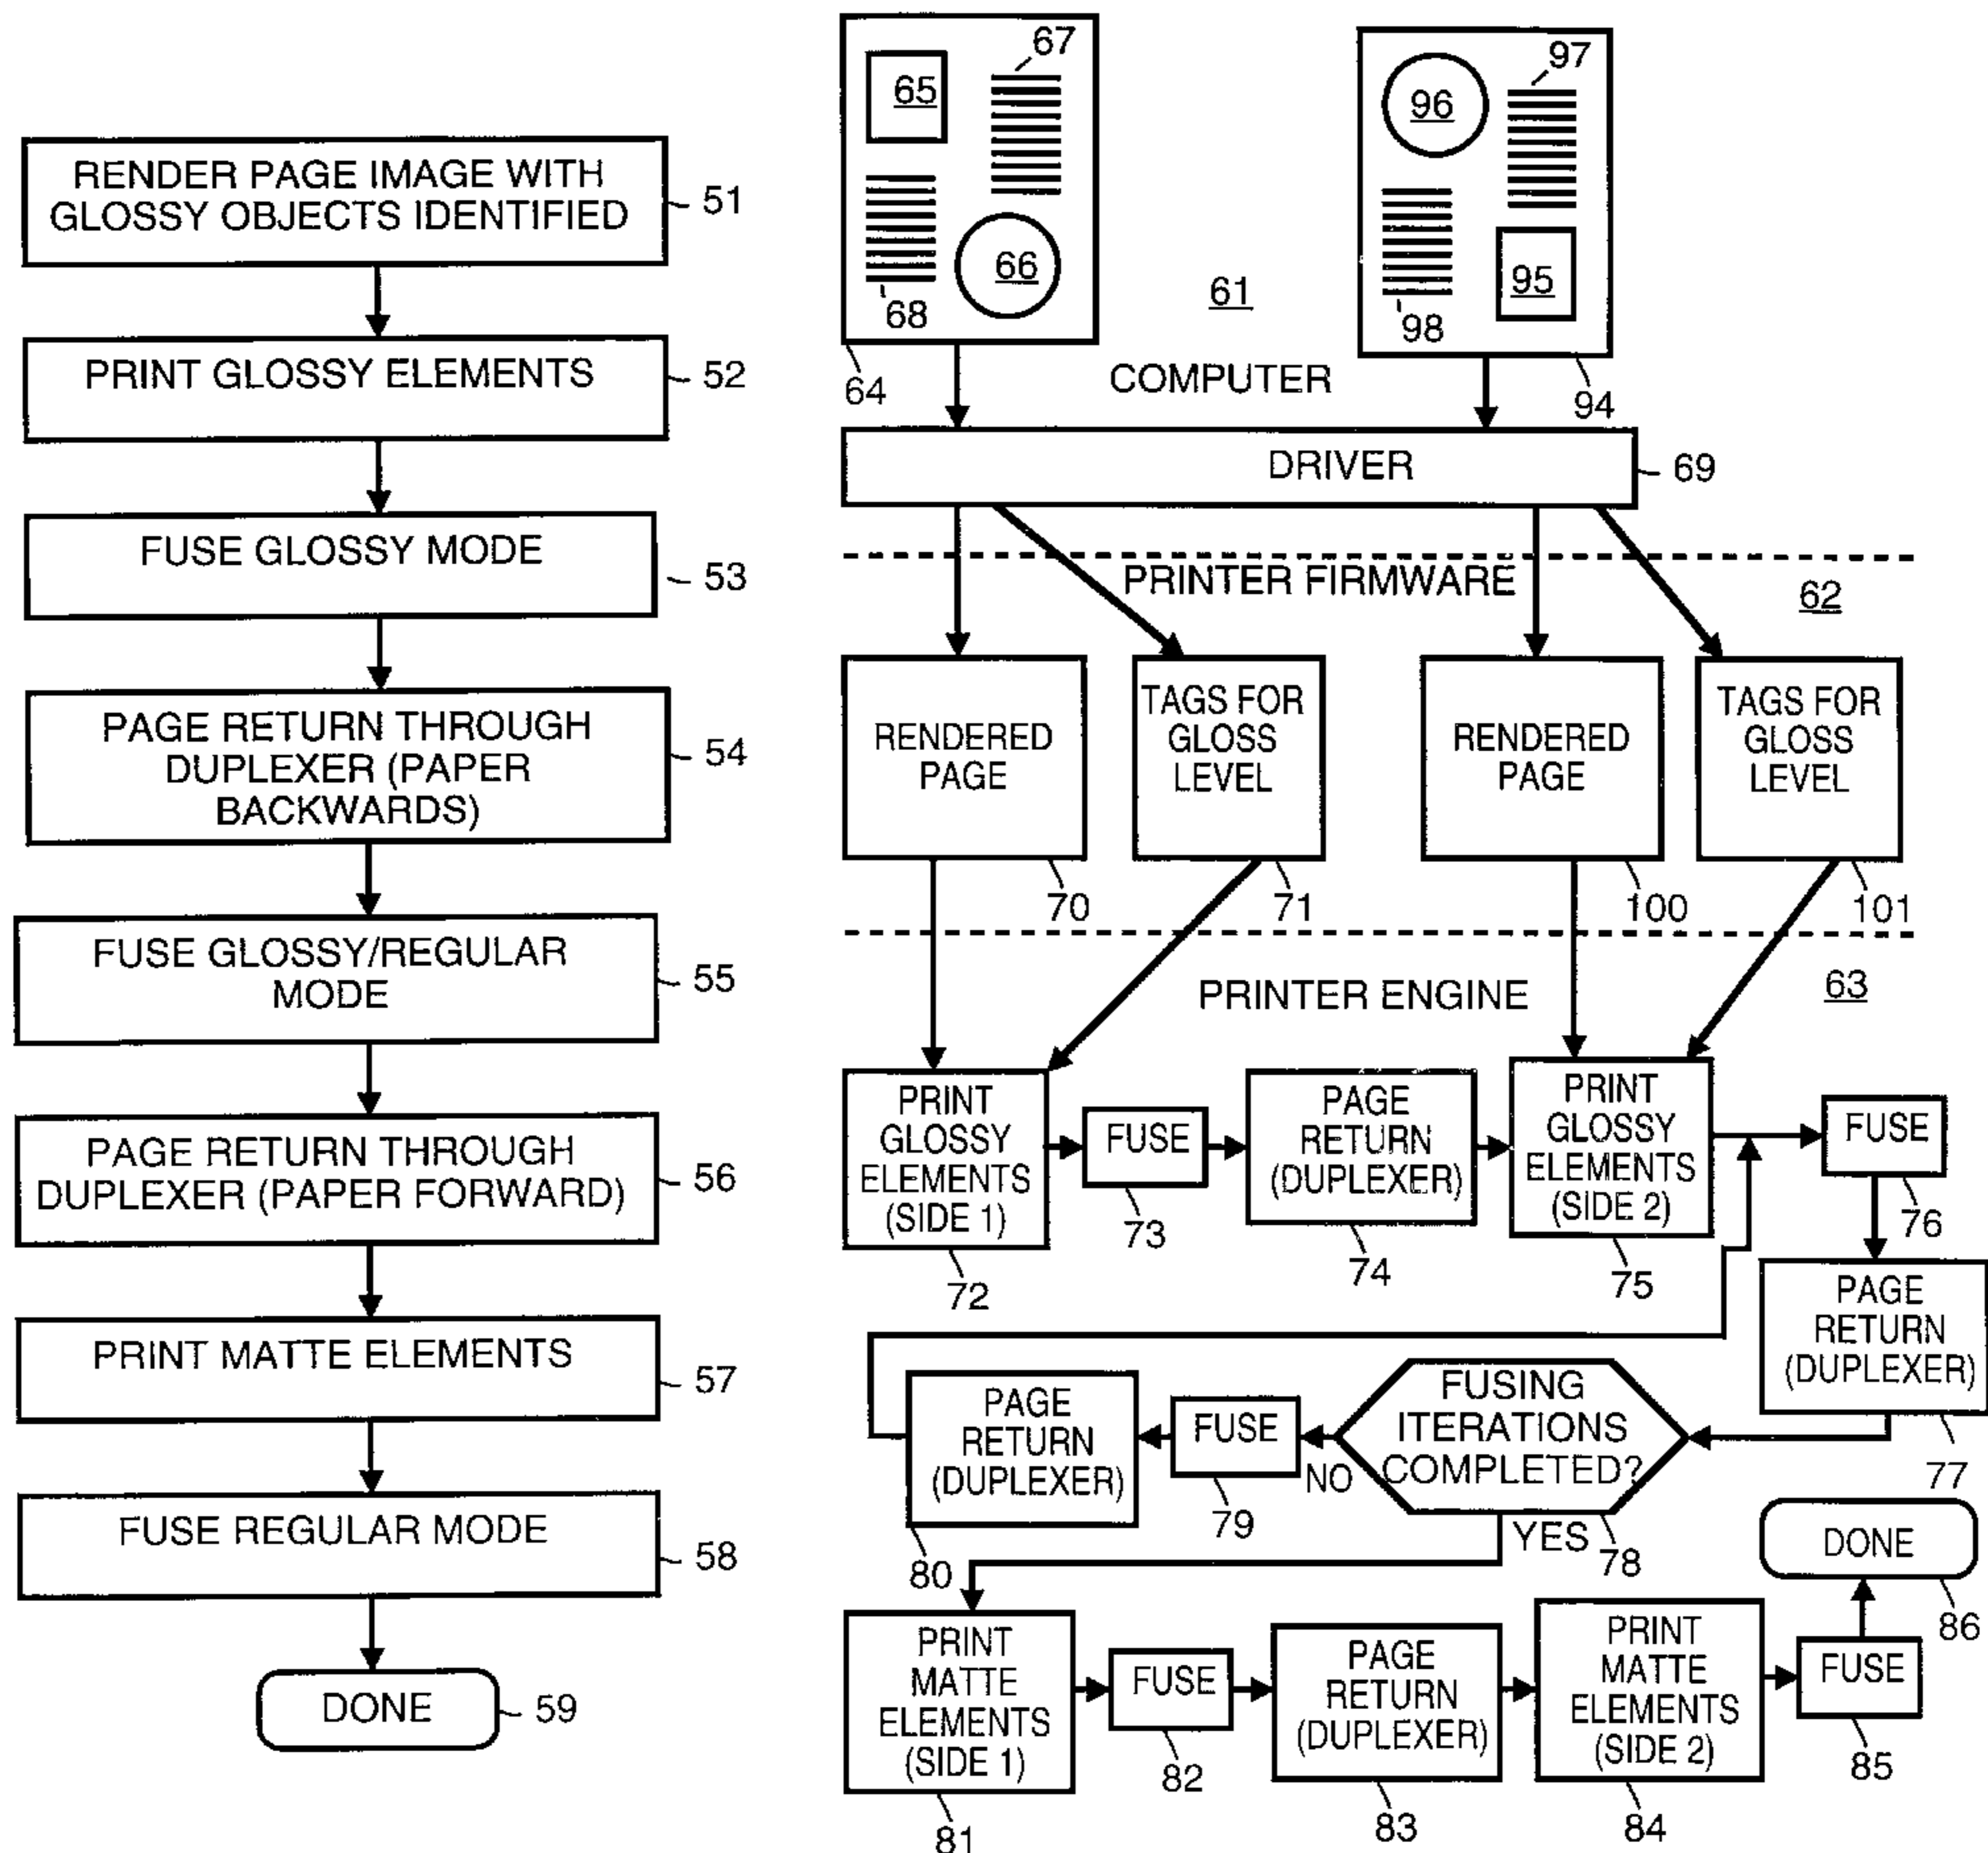 RENDER PAGE IMAGE WITH
GLOSSY OBJECTS IDENTIFIED
51
PRINT GLOSSY ELEMENTS
52
FUSE GLOSSY MODE
53
PAGE RETURN THROUGH
DUPLEXER (PAPER
BACKWARDS)
54
FUSE GLOSSY/REGULAR
MODE
55
PAGE RETURN THROUGH
DUPLEXER (PAPER FORWARD)
56
PRINT MATTE ELEMENTS
57
FUSE REGULAR MODE
58
DONE
59
65
67
68
66
64
96
97
98
95
94
61
COMPUTER
DRIVER
69
PRINTER FIRMWARE
62
RENDERED
PAGE
70
TAGS FOR
GLOSS
LEVEL
71
RENDERED
PAGE
100
TAGS FOR
GLOSS
LEVEL
101
PRINTER ENGINE
63
PRINT
GLOSSY
ELEMENTS
(SIDE 1)
72
FUSE
73
PAGE
RETURN
(DUPLEXER)
74
PRINT
GLOSSY
ELEMENTS
(SIDE 2)
75
FUSE
76
PAGE
RETURN
(DUPLEXER)
77
FUSING
ITERATIONS
COMPLETED?
78
NO
YES
FUSE
79
PAGE
RETURN
(DUPLEXER)
80
PRINT
MATTE
ELEMENTS
(SIDE 1)
81
FUSE
82
PAGE
RETURN
(DUPLEXER)
83
PRINT
MATTE
ELEMENTS
(SIDE 2)
84
FUSE
85
DONE
86